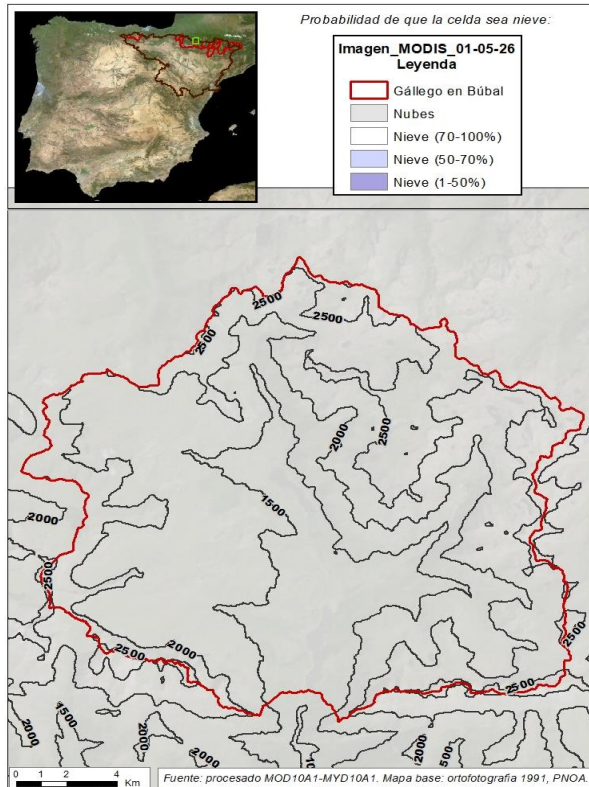 Probabilidad de que la celda sea nieve:
Imagen_MODIS_01-05-26
Leyenda
Gállego en Búbal
Nubes
Nieve (70-100%)
Nieve (50-70%)
Nieve (1-50%)
2500
2500
2500
2000
2500
1500
2000
2500
2500
2000
2500
2500
1500
2000
2000
2000
2000
0 1 2 4
Km
Fuente: procesado MOD10A1-MYD10A1. Mapa base: ortofotografia 1991, PNOA.